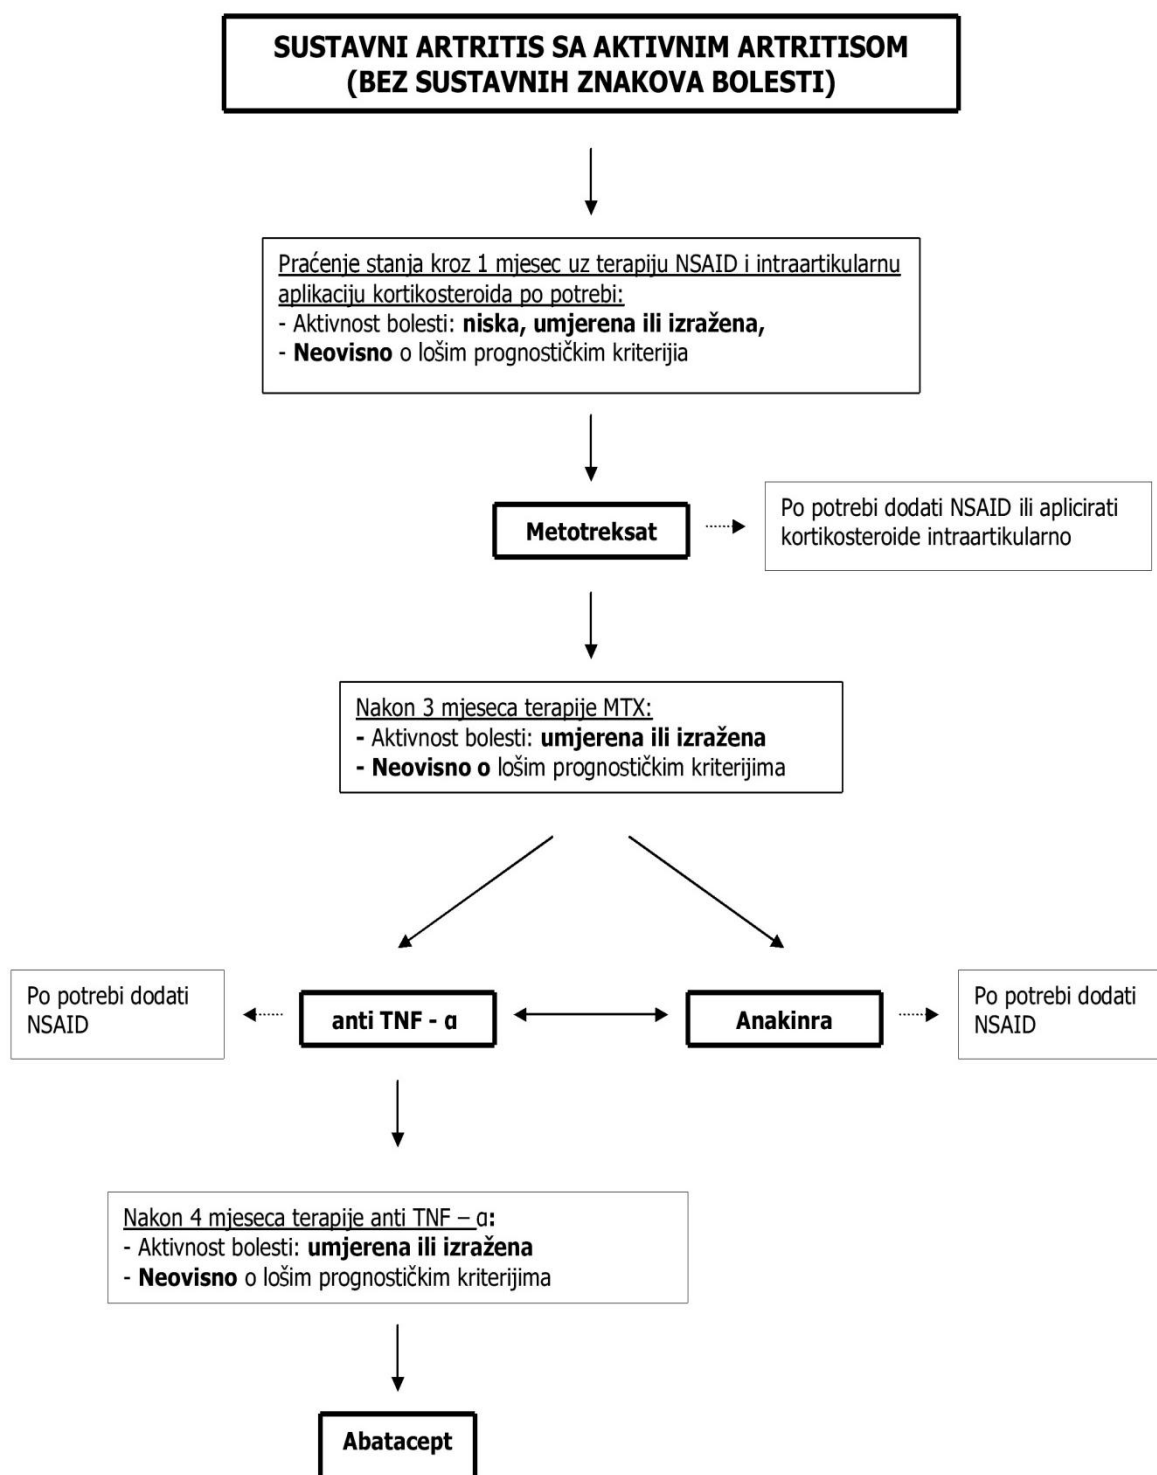 SUSTAVNI ARTRITIS SA AKTIVNIM ARTRITISOM
(BEZ SUSTAVNIH ZNAKOVA BOLESTI)
Praćenje stanja kroz 1 mjesec uz terapiju NSAID i intraartikularnu
aplikaciju kortikosteroida po potrebi:
- Aktivnost bolesti: niska, umjerena ili izražena,
- Neovisno o lošim prognostičkim kriterijia
Metotreksat
Po potrebi dodati NSAID ili aplicirati
kortikosteroide intraartikularno
Nakon 3 mjeseca terapije MTX:
- Aktivnost bolesti: umjerena ili izražena
- Neovisno o lošim prognostičkim kriterijima
Po potrebi dodati
NSAID
anti TNF - α
Anakinra
Po potrebi dodati
NSAID
Nakon 4 mjeseca terapije anti TNF – α:
- Aktivnost bolesti: umjerena ili izražena
- Neovisno o lošim prognostičkim kriterijima
Abatacept